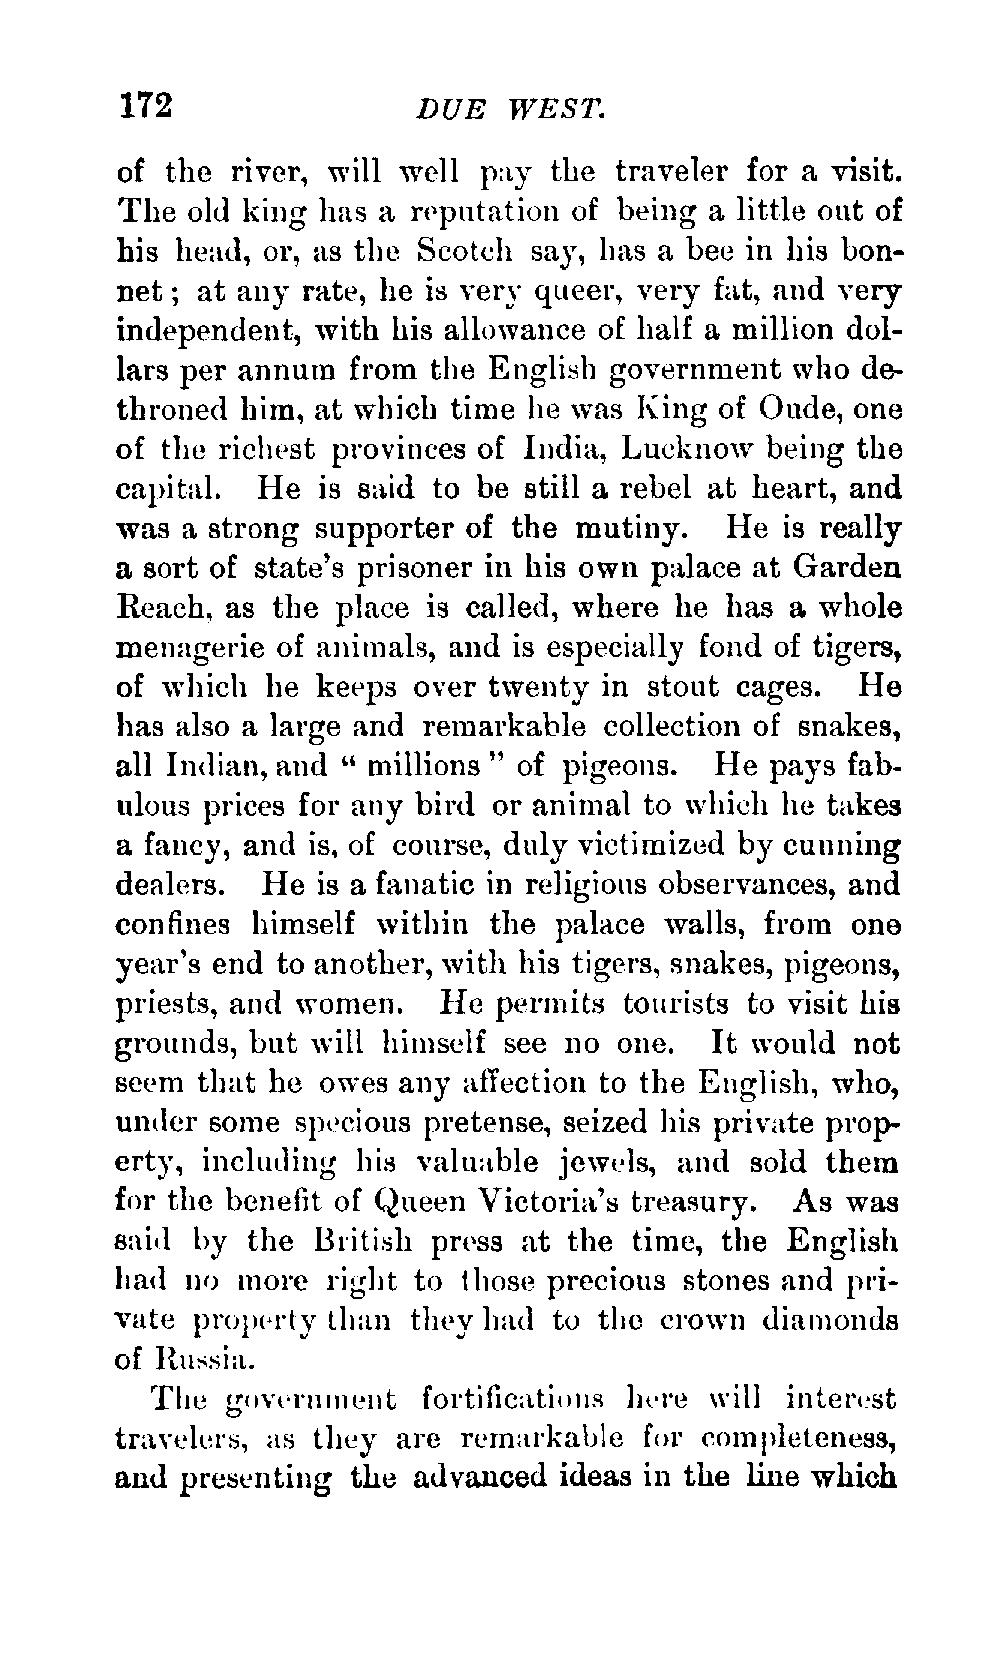 172 DUE WEST.
of the river, will well pay the traveler for a visit.
The old king has a reputation of being a little out of
his head, or, as the Scotch say, has a bee in his bon-
net ; at any rate, he is very queer, very fat, and very
independent, with his allowance of half a million dol-
lars per annum from the English government who de-
throned him, at which time he was King of Oude, one
of the richest provinces of India, Lucknow being the
capital. He is said to be still a rebel at heart, and
was a strong supporter of the mutiny. He is really
a sort of state's prisoner in his own palace at Garden
Reach, as the place is called, where he has a whole
menagerie of animals, and is especially fond of tigers,
of which he keeps over twenty in stout cages. He
has also a large and remarkable collection of snakes,
all Indian, and " millions " of pigeons. He pays fab-
ulous prices for any bird or animal to which he takes
a fancy, and is, of course, duly victimized by cunning
dealers. He is a fanatic in religious observances, and
confines himself within the palace walls, from one
year's end to another, with his tigers, snakes, pigeons,
priests, and women. He permits tourists to visit his
grounds, but will himself see no one. It would not
seem that he owes any affection to the English, who,
under some specious pretense, seized his private prop-
erty, including his valuable jewels, and sold them
for the benefit of Queen Victoria's treasury. As was
said by the British press at the time, the English
had no more right to those precious stones and pri-
vate property than they had to the crown diamonds
of Russia.
The government fortifications here will interest
travelers, as they are remarkable for completeness,
and presenting the advanced ideas in the line which